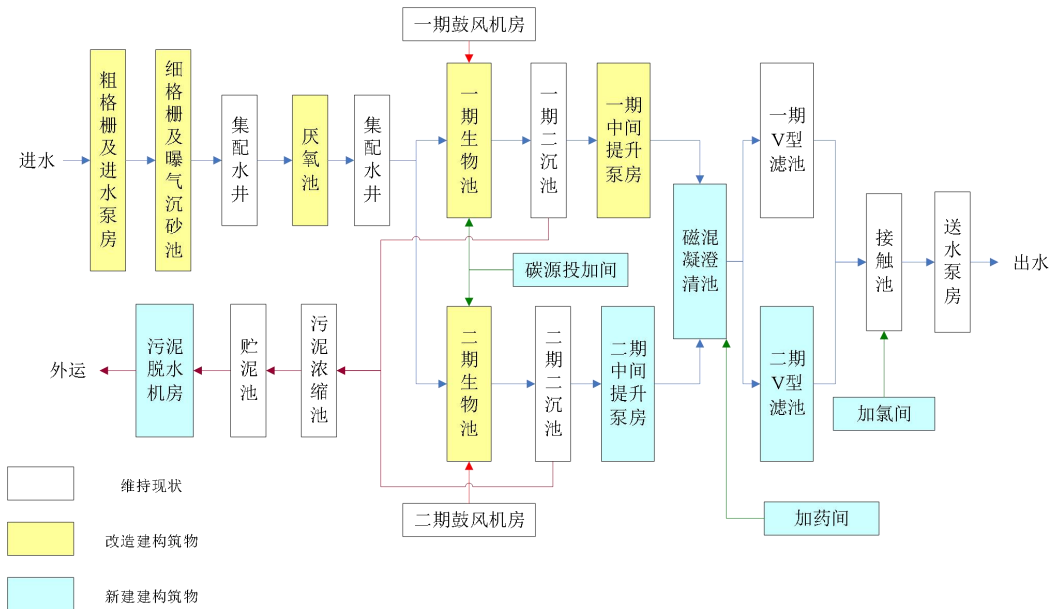 一期鼓风机房
进水
粗格栅及进水泵房
细格栅及曝气沉砂池
集配水井
厌氧池
集配水井
一期生物池
一期二沉池
一期
中间
提升
泵房
一期
V型
滤池
碳源投加间
磁混
凝澄
清池
接触池
送水泵房
出水
外运
污泥
脱水
机房
贮泥池
污泥浓缩池
二期生物池
二期二沉池
二期
中间
提升
泵房
二期
V型
滤池
加氯间
二期鼓风机房
加药间
维持现状
改造建构筑物
新建建构筑物